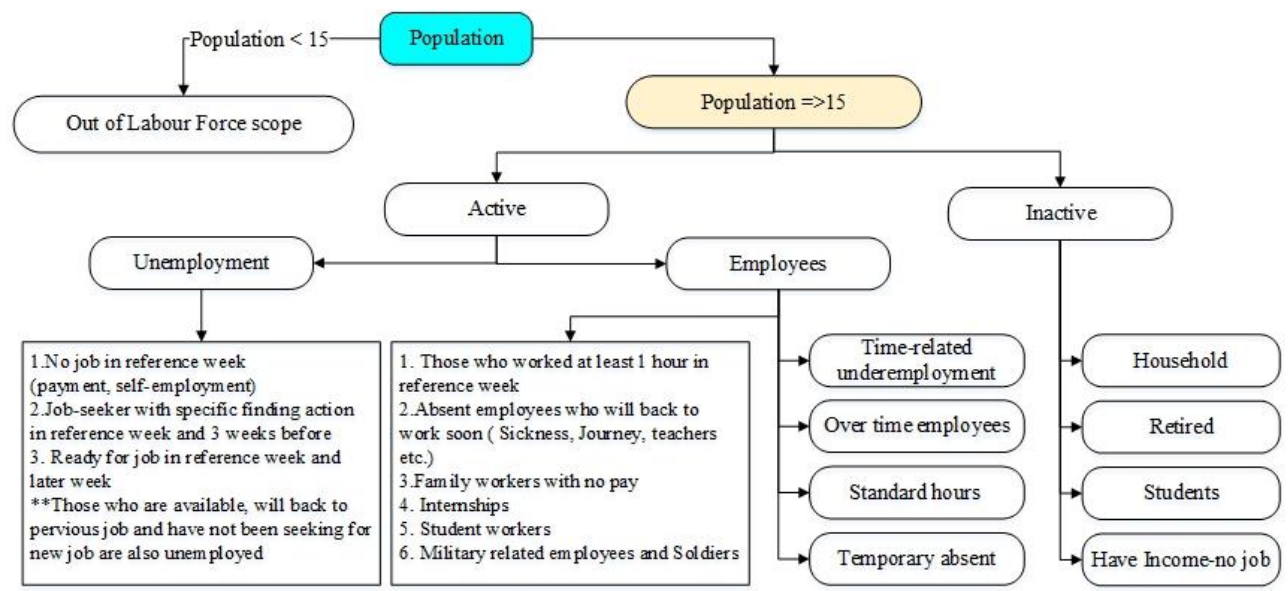 Population < 15
Population
Out of Labour Force scope
Population =>15
Active
Inactive
Unemployment
Employees
1.No job in reference week
(payment, self-employment)
2.Job-seeker with specific finding action
in reference week and 3 weeks before
3. Ready for job in reference week and
later week
**Those who are available, will back to
pervious job and have not been seeking for
new job are also unemployed
1. Those who worked at least 1 hour in
reference week
2.Absent employees who will back to
work soon ( Sickness, Journey, teachers
etc.)
3.Family workers with no pay
4. Internships
5. Student workers
6. Military related employees and Soldiers
Time-related
underemployment
Over time employees
Standard hours
Temporary absent
Household
Retired
Students
Have Income-no job